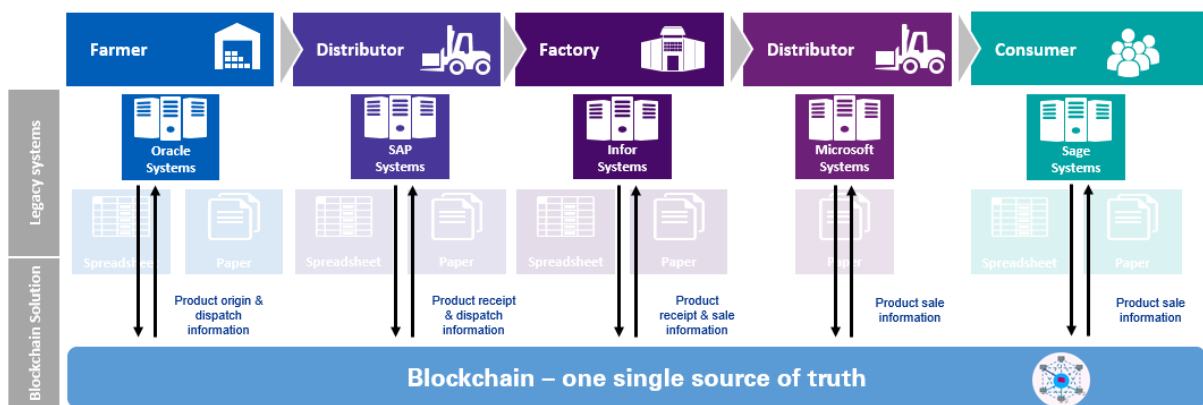 Farmer
Distributor
Factory
Distributor
Consumer
Legacy systems
Oracle
Systems
SAP
Systems
Infor
Systems
Microsoft
Systems
Sage
Systems
Spreadsheet
Paper
Spreadsheet
Paper
Spreadsheet
Paper
Paper
Spreadsheet
Paper
Blockchain Solution
Product origin &
dispatch
information
Product receipt
& dispatch
information
Product
receipt & sale
information
Product sale
information
Product sale
information
Blockchain – one single source of truth